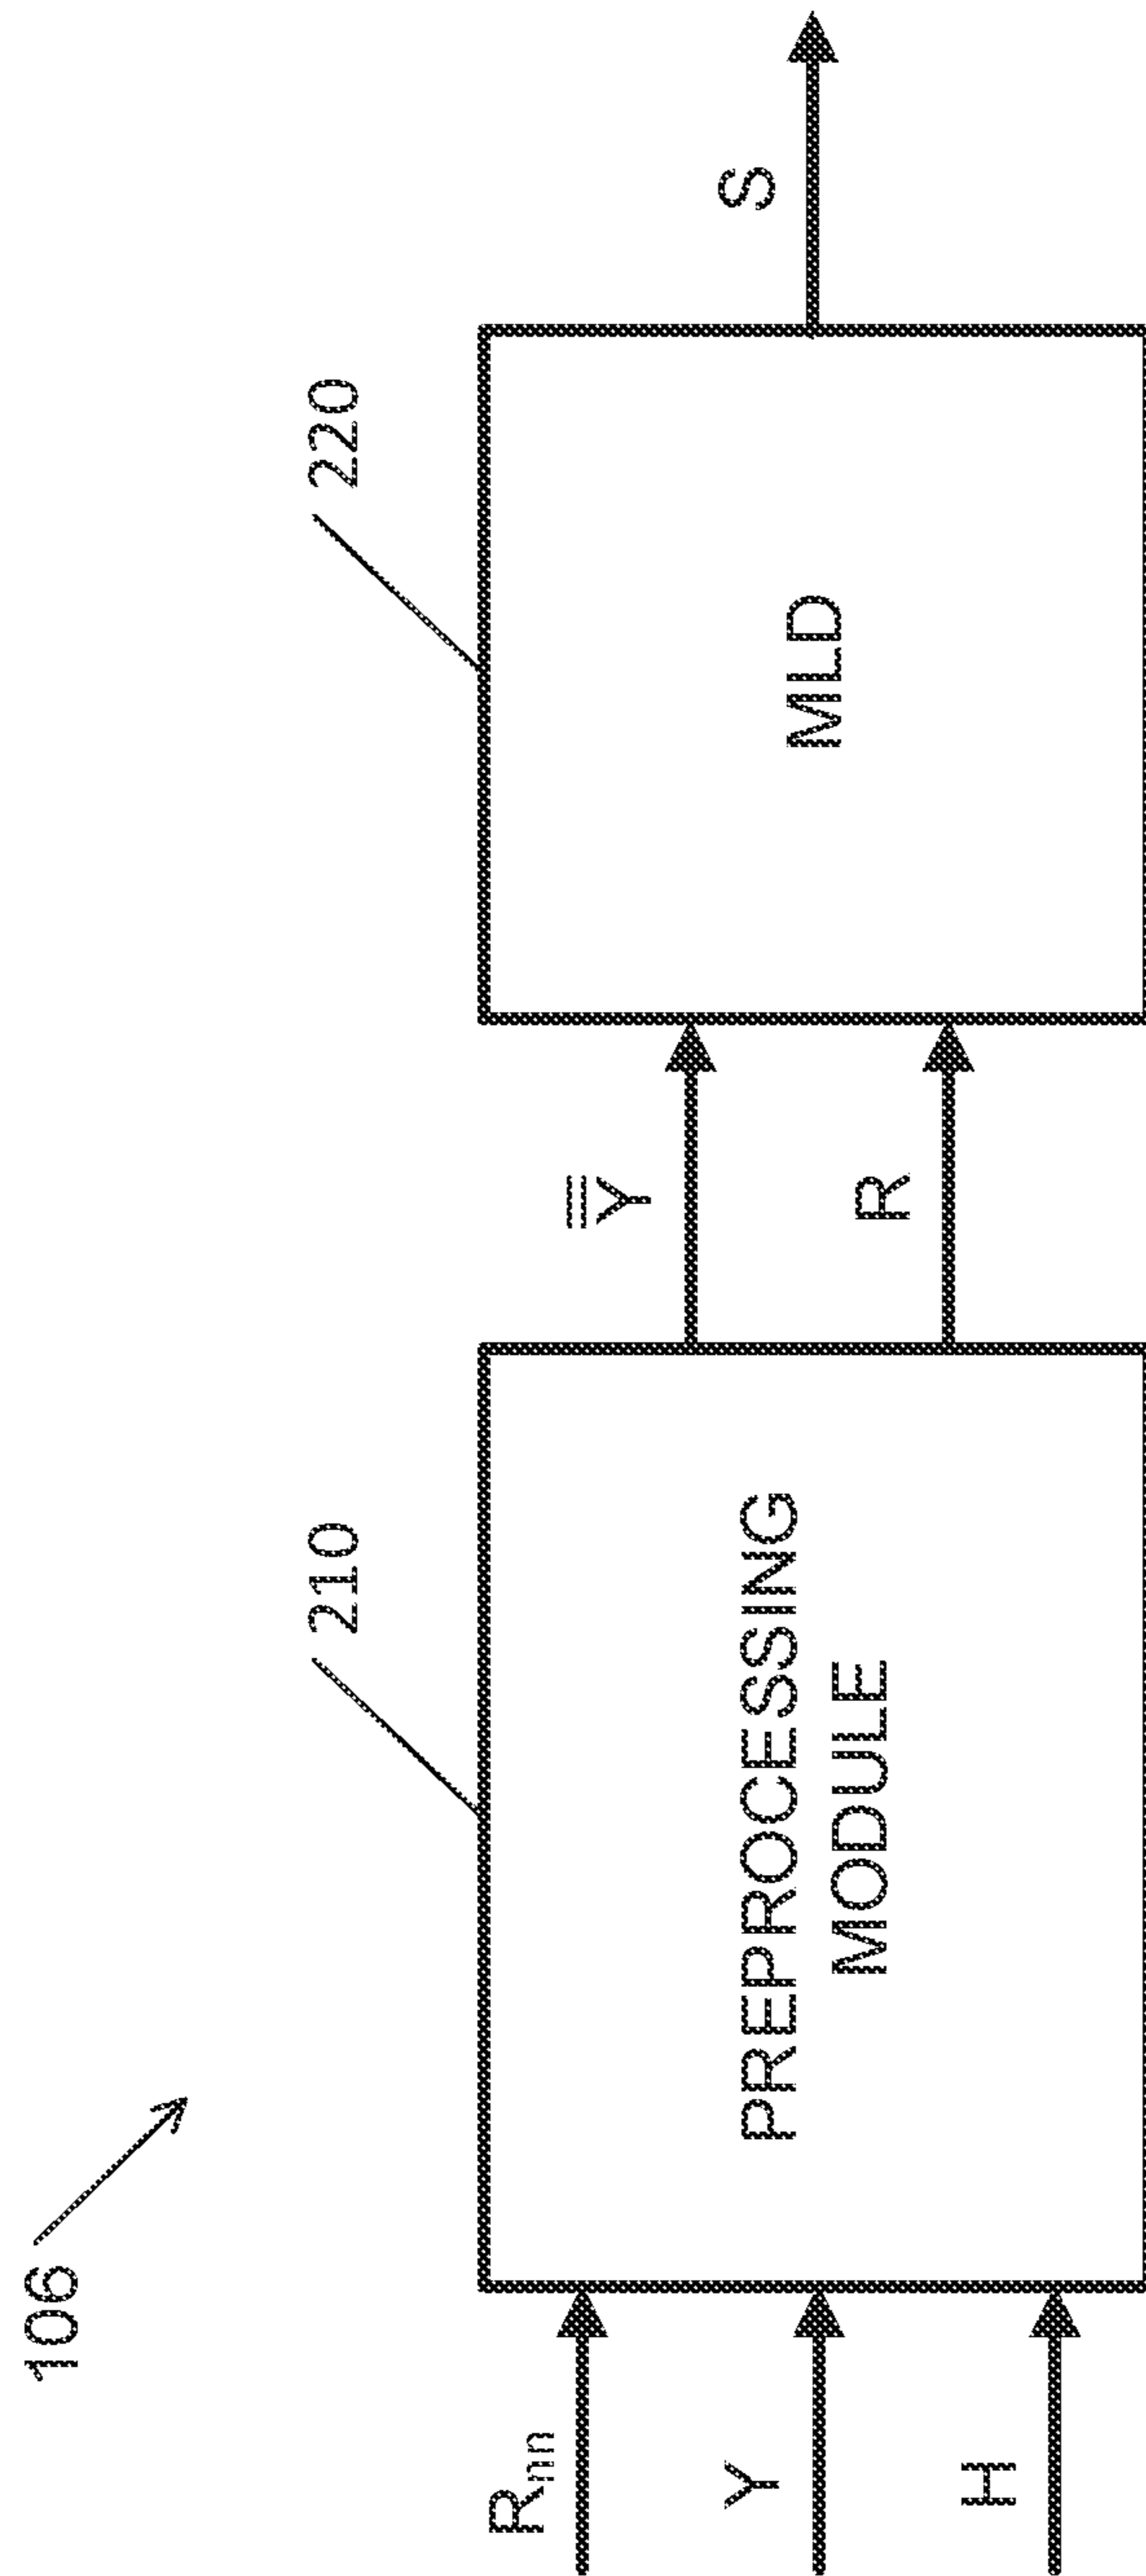 106
210
220
R_nn
Y
H
PREPROCESSING
MODULE
Y̿
R
MLD
S